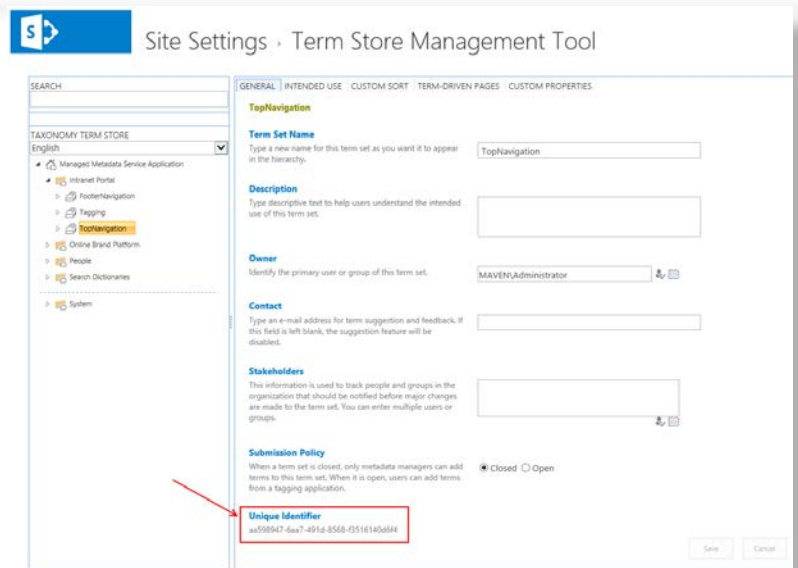 S
Site Settings › Term Store Management Tool
SEARCH
TAXONOMY TERM STORE
English
Managed Metadata Service Application
Intranet Portal
FooterNavigation
Tagging
TopNavigation
Online Brand Platform
People
Search Dictionaries
System
GENERAL INTENDED USE CUSTOM SORT TERM-DRIVEN PAGES CUSTOM PROPERTIES
TopNavigation
Term Set Name
Type a new name for this term set as you want it to appear
in the hierarchy.
TopNavigation
Description
Type descriptive text to help users understand the intended
use of this term set.
Owner
Identify the primary user or group of this term set.
MAVEN\Administrator
Contact
Type an e-mail address for term suggestion and feedback. If
this field is left blank, the suggestion feature will be
disabled.
Stakeholders
This information is used to track people and groups in the
organization that should be notified before major changes
are made to the term set. You can enter multiple users or
groups.
Submission Policy
When a term set is closed, only metadata managers can add
terms to this term set. When it is open, users can add terms
from a tagging application.
Closed Open
Unique Identifier
aa598947-6aa7-491d-8568-f3516140d6f4
Save Cancel